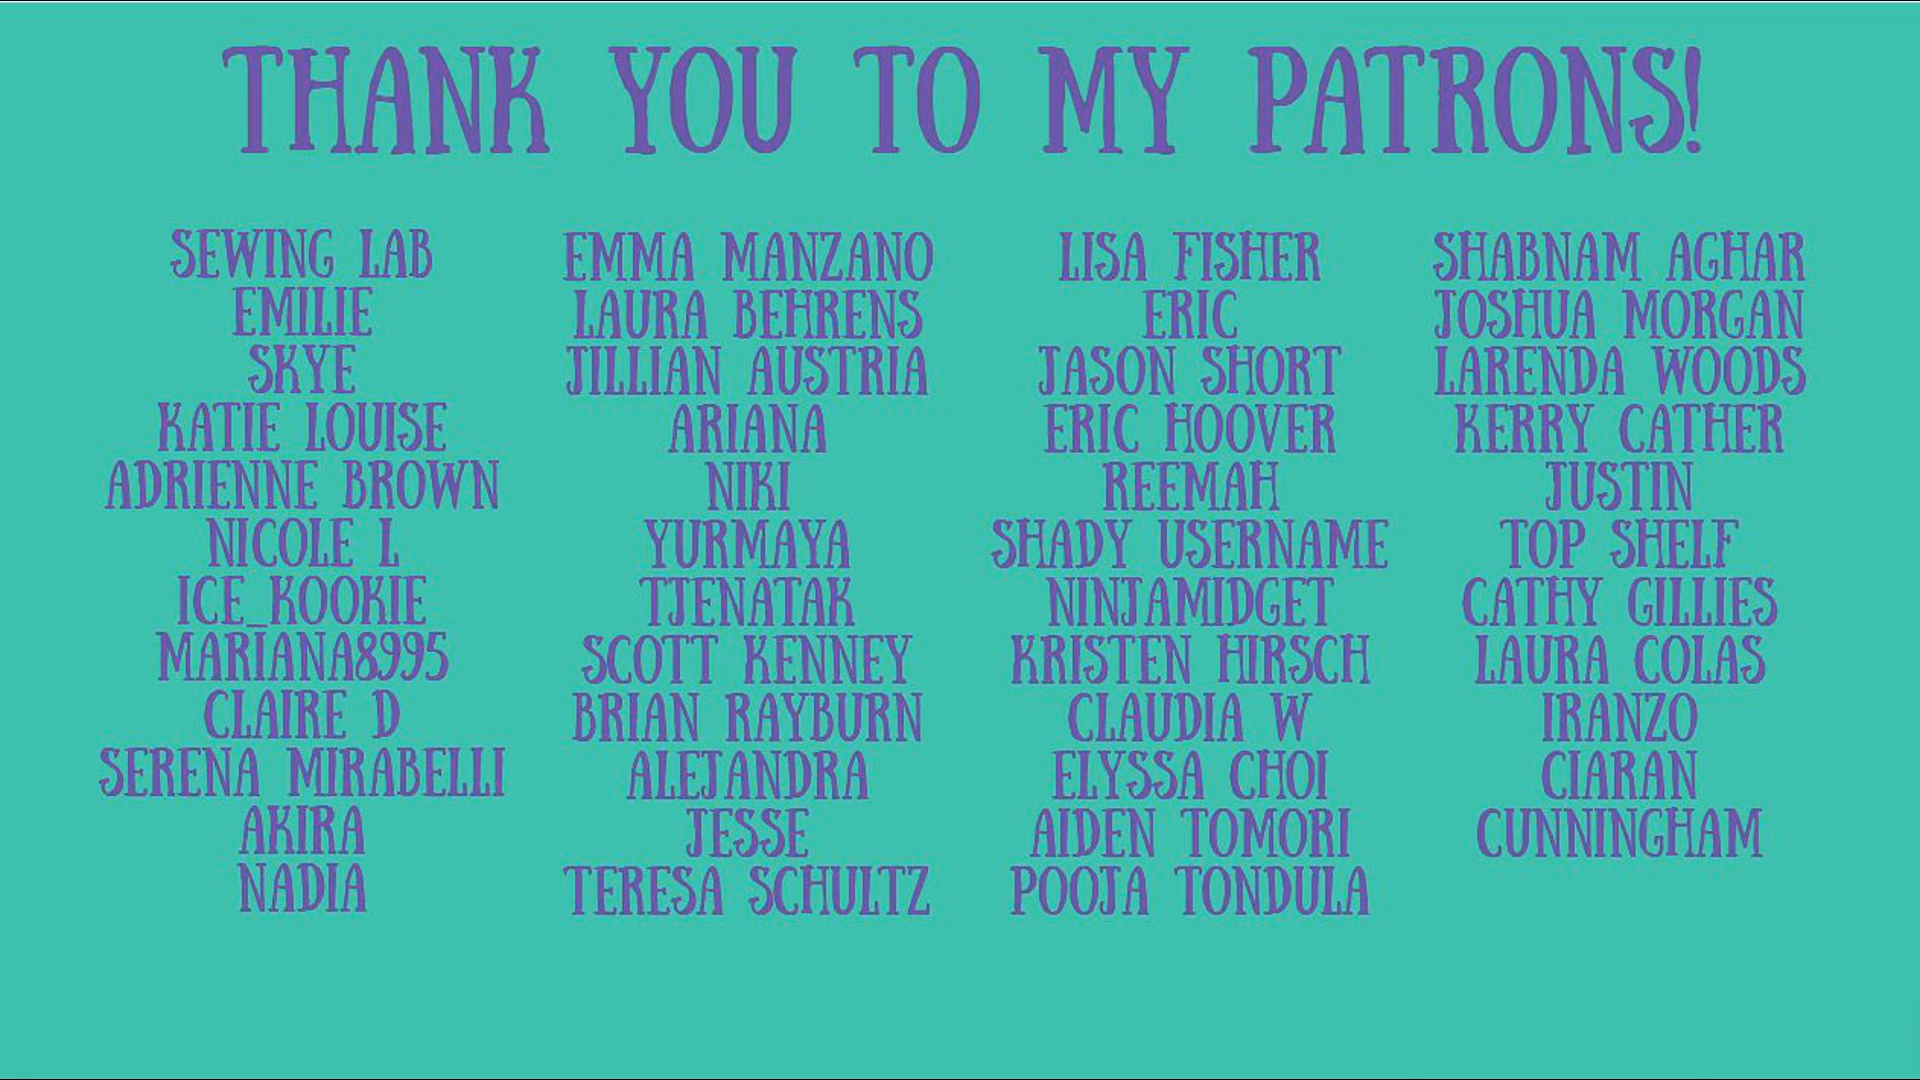 THANK YOU TO MY PATRONS!
SEWING LAB
EMILIE
SKYE
KATIE LOUISE
ADRIENNE BROWN
NICOLE L
ICE_KOOKIE
MARIANA8995
CLAIRE D
SERENA MIRABELLI
AKIRA
NADIA
EMMA MANZANO
LAURA BEHRENS
JILLIAN AUSTRIA
ARIANA
NIKI
YURMAYA
TJENATAK
SCOTT KENNEY
BRIAN RAYBURN
ALEJANDRA
JESSE
TERESA SCHULTZ
LISA FISHER
ERIC
JASON SHORT
ERIC HOOVER
REEMAH
SHADY USERNAME
NINJAMIDGET
KRISTEN HIRSCH
CLAUDIA W
ELYSSA CHOI
AIDEN TOMORI
POOJA TONDULA
SHABNAM AGHAR
JOSHUA MORGAN
LARENDA WOODS
KERRY CATHER
JUSTIN
TOP SHELF
CATHY GILLIES
LAURA COLAS
IRANZO
CIARAN
CUNNINGHAM